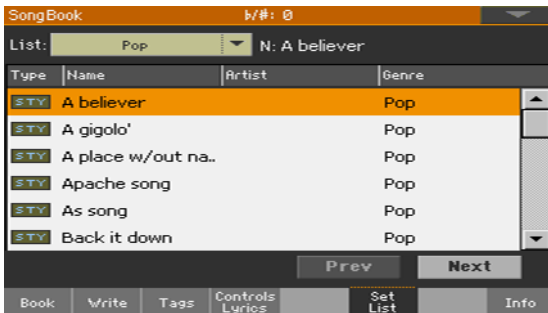 SongBook ♭/#: 0
List: Pop N: A believer
Type Name Artist Genre
STY A believer Pop
STY A gigolo' Pop
STY A place w/out na.. Pop
STY Apache song Pop
STY As song Pop
STY Back it down Pop
Prev Next
Book Write Tags Controls Lyrics Set List Info